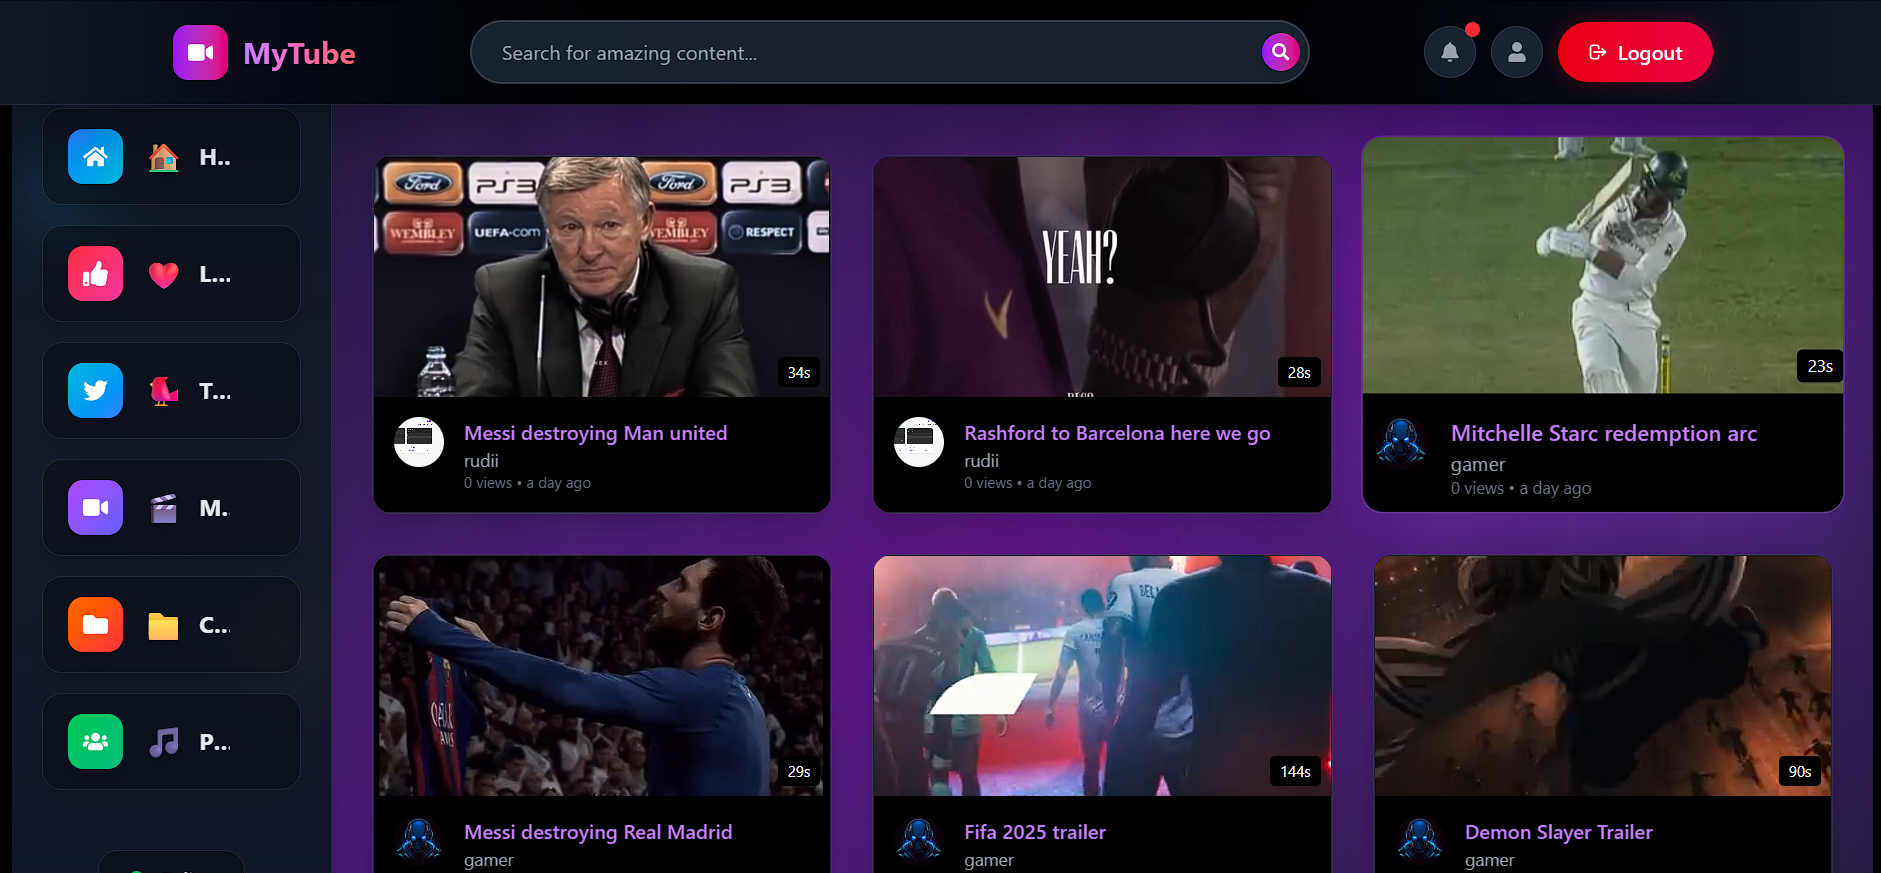 MyTube
Search for amazing content...
Logout
H..
L...
T...
M.
C...
P...
Ford
PS3
Ford
PS3
WEMBLEY
UEFA.com
WEMBLEY
RESPECT
34s
Messi destroying Man united
rudii
0 views • a day ago
YEAH?
28s
Rashford to Barcelona here we go
rudii
0 views • a day ago
23s
Mitchelle Starc redemption arc
gamer
0 views • a day ago
29s
Messi destroying Real Madrid
gamer
144s
Fifa 2025 trailer
gamer
90s
Demon Slayer Trailer
gamer